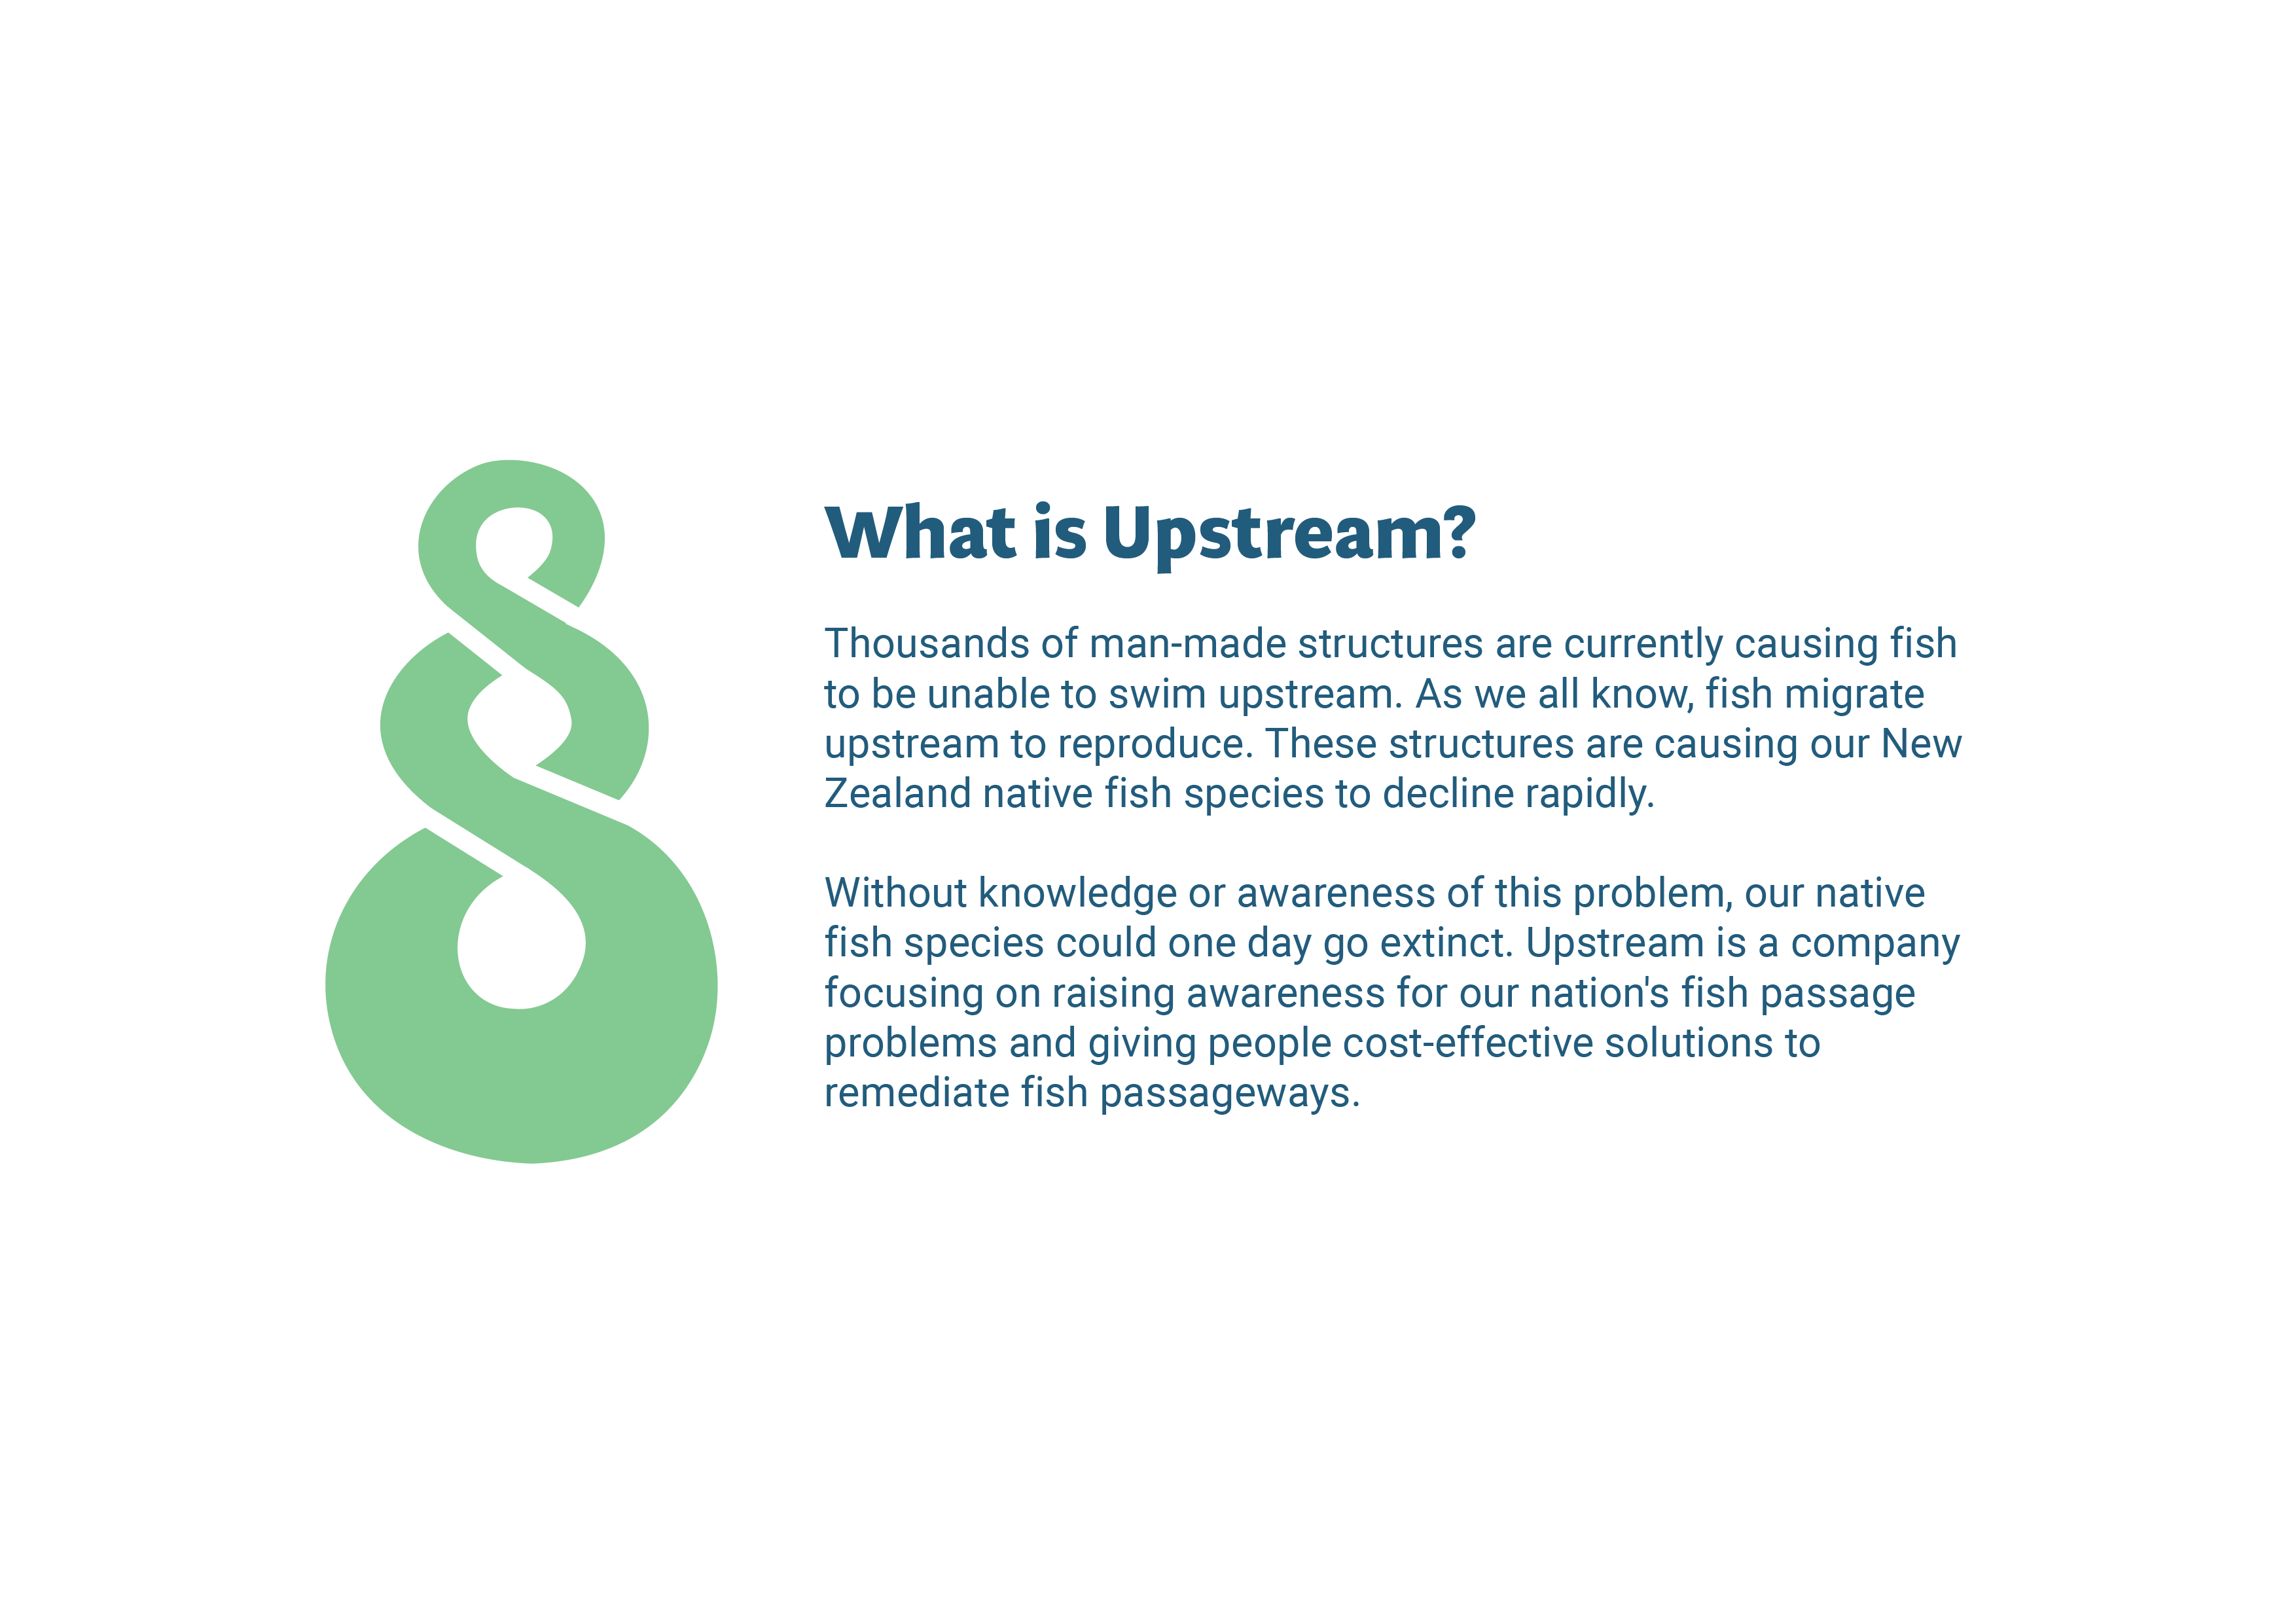 What is Upstream?
Thousands of man-made structures are currently causing fish
to be unable to swim upstream. As we all know, fish migrate
upstream to reproduce. These structures are causing our New
Zealand native fish species to decline rapidly.
Without knowledge or awareness of this problem, our native
fish species could one day go extinct. Upstream is a company
focusing on raising awareness for our nation's fish passage
problems and giving people cost-effective solutions to
remediate fish passageways.